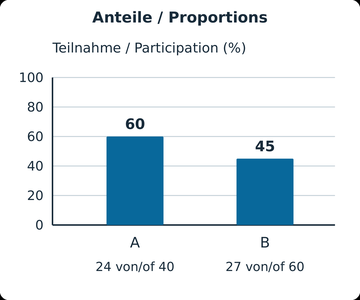 Anteile / Proportions
Teilnahme / Participation (%)
100
80
60
40
20
0
60
45
A
B
24 von/of 40
27 von/of 60